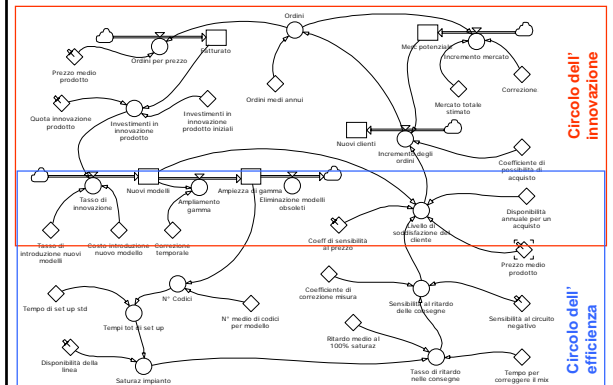 Ordini
Fatturato
Merc potenziale
Ordini per prezzo
Incremento mercato
Prezzo medio
prodotto
Ordini medi annui
Mercato totale
stimato
Correzione
Quota innovazione
prodotto
Investimenti in
innovazione
prodotto
Investimenti in
innovazione
prodotto iniziali
Nuovi clienti
Incremento degli
ordini
Coefficiente di
possibilità di
acquisto
Circolo dell'
innovazione
Nuovi modelli
Ampiezza di gamma
Tasso di
innovazione
Ampliamento
gamma
Eliminazione modelli
obsoleti
Disponibilità
annuale per un
acquisto
Livello di
soddisfazione del
cliente
Tasso di
introduzione nuovi
modelli
Costo introduzione
nuovo modello
Correzione
temporale
Coeff di sensibilità
al prezzo
Prezzo medio
prodotto
Coefficiente di
correzione misura
N° Codici
Sensibilità al ritardo
delle consegne
Tempo di set up std
Tempi tot di set up
N° medio di codici
per modello
Sensibilità al circuito
negativo
Ritardo medio al
100% saturaz
Disponibilità della
linea
Saturaz impianto
Tasso di ritardo
nelle consegne
Tempo per
correggere il mix
Circolo dell'
efficienza